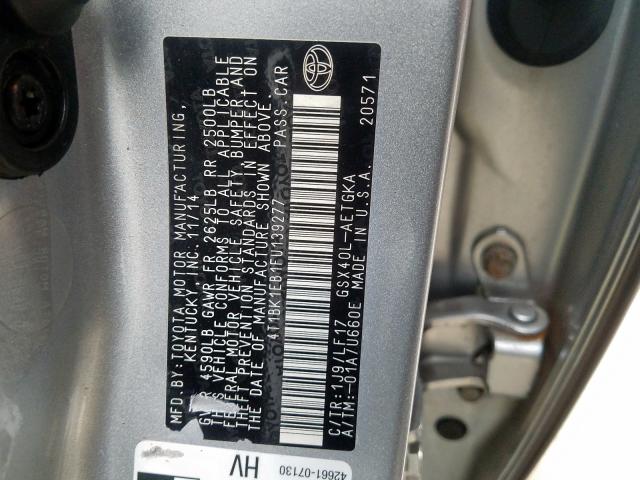 MFD. BY: TOYOTA MOTOR MANUFACTURING,
KENTUCKY, INC. 11/14
GVWR 4590LB GAWR FR 2625LB RR 2500LB
THIS VEHICLE CONFORMS TO ALL APPLICABLE
FEDERAL MOTOR VEHICLE SAFETY, BUMPER, AND
THEFT PREVENTION STANDARDS IN EFFECT ON
THE DATE OF MANUFACTURE SHOWN ABOVE.
4T1BK1EB1FU139277 PASS. CAR
C/TR: 1J9/LF17 GSX40L-AETGKA
A/TM: -01A/U660E MADE IN U.S.A. 20571
42661-07130
HV